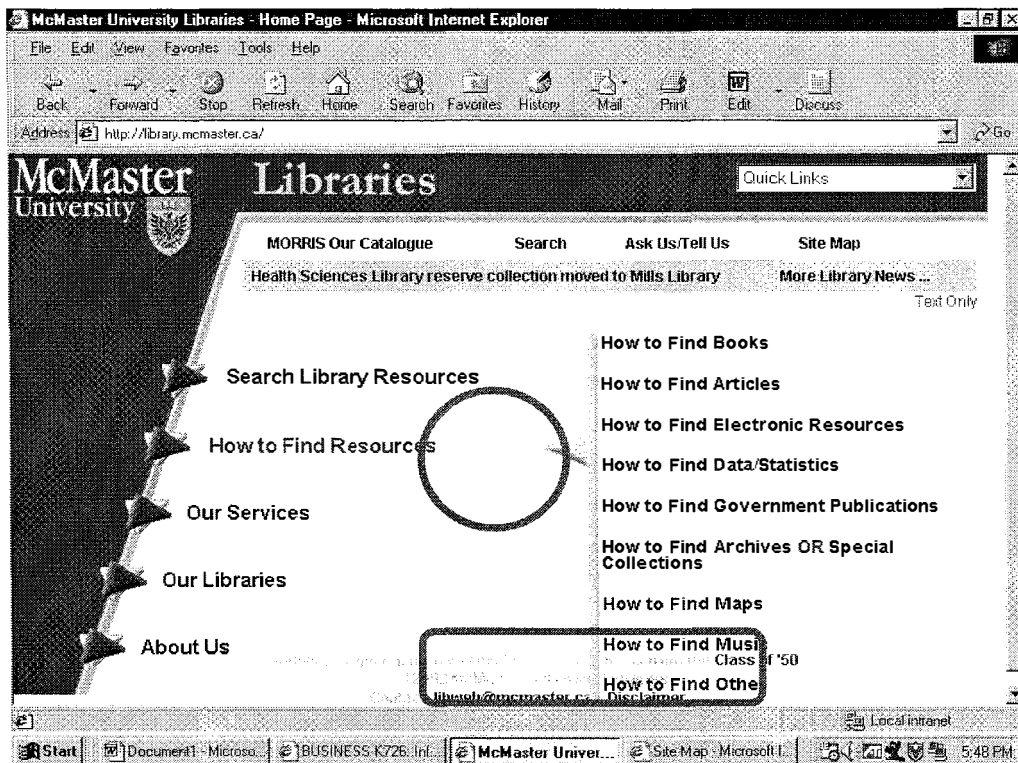 McMaster University Libraries - Home Page - Microsoft Internet Explorer
File Edit View Favorites Tools Help
Back Forward Stop Refresh Home Search Favorites History Mail Print Edit Discuss
Address http://library.mcmaster.ca/ Go
McMaster
University
Libraries
Quick Links
MORRIS Our Catalogue Search Ask Us/Tell Us Site Map
Health Sciences Library reserve collection moved to Mills Library More Library News ...
Text Only
Search Library Resources
How to Find Resources
Our Services
Our Libraries
About Us
How to Find Books
How to Find Articles
How to Find Electronic Resources
How to Find Data/Statistics
How to Find Government Publications
How to Find Archives OR Special
Collections
How to Find Maps
How to Find Musi
Class of '50
How to Find Othe
libweb@mcmaster.ca Disclaimer
Local intranet
Start Document1 - Microso... BUSINESS K726: Inf... McMaster Univer... Site Map - Microsoft I... 5:48 PM